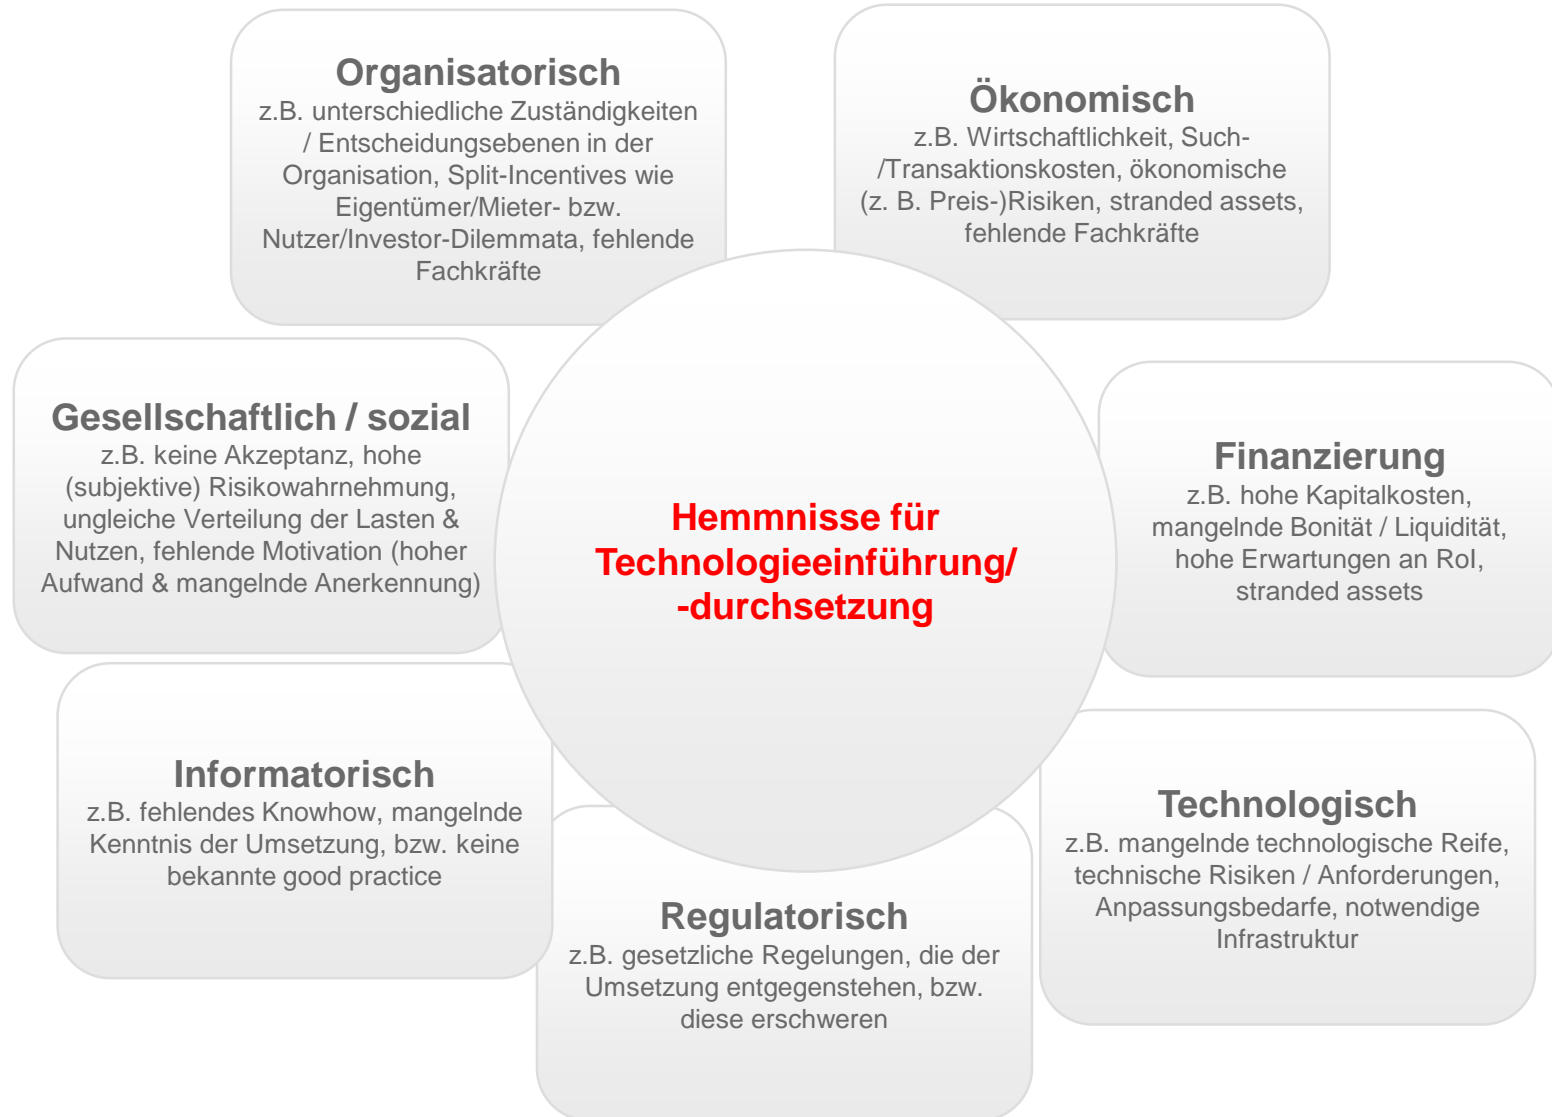 Organisatorisch
z.B. unterschiedliche Zuständigkeiten
/ Entscheidungsebenen in der
Organisation, Split-Incentives wie
Eigentümer/Mieter- bzw.
Nutzer/Investor-Dilemmata, fehlende
Fachkräfte
Ökonomisch
z.B. Wirtschaftlichkeit, Such-
/Transaktionskosten, ökonomische
(z. B. Preis-)Risiken, stranded assets,
fehlende Fachkräfte
Gesellschaftlich / sozial
z.B. keine Akzeptanz, hohe
(subjektive) Risikowahrnehmung,
ungleiche Verteilung der Lasten &
Nutzen, fehlende Motivation (hoher
Aufwand & mangelnde Anerkennung)
Hemmnisse für
Technologieeinführung/
-durchsetzung
Finanzierung
z.B. hohe Kapitalkosten,
mangelnde Bonität / Liquidität,
hohe Erwartungen an RoI,
stranded assets
Informatorisch
z.B. fehlendes Knowhow, mangelnde
Kenntnis der Umsetzung, bzw. keine
bekannte good practice
Technologisch
z.B. mangelnde technologische Reife,
technische Risiken / Anforderungen,
Anpassungsbedarfe, notwendige
Infrastruktur
Regulatorisch
z.B. gesetzliche Regelungen, die der
Umsetzung entgegenstehen, bzw.
diese erschweren